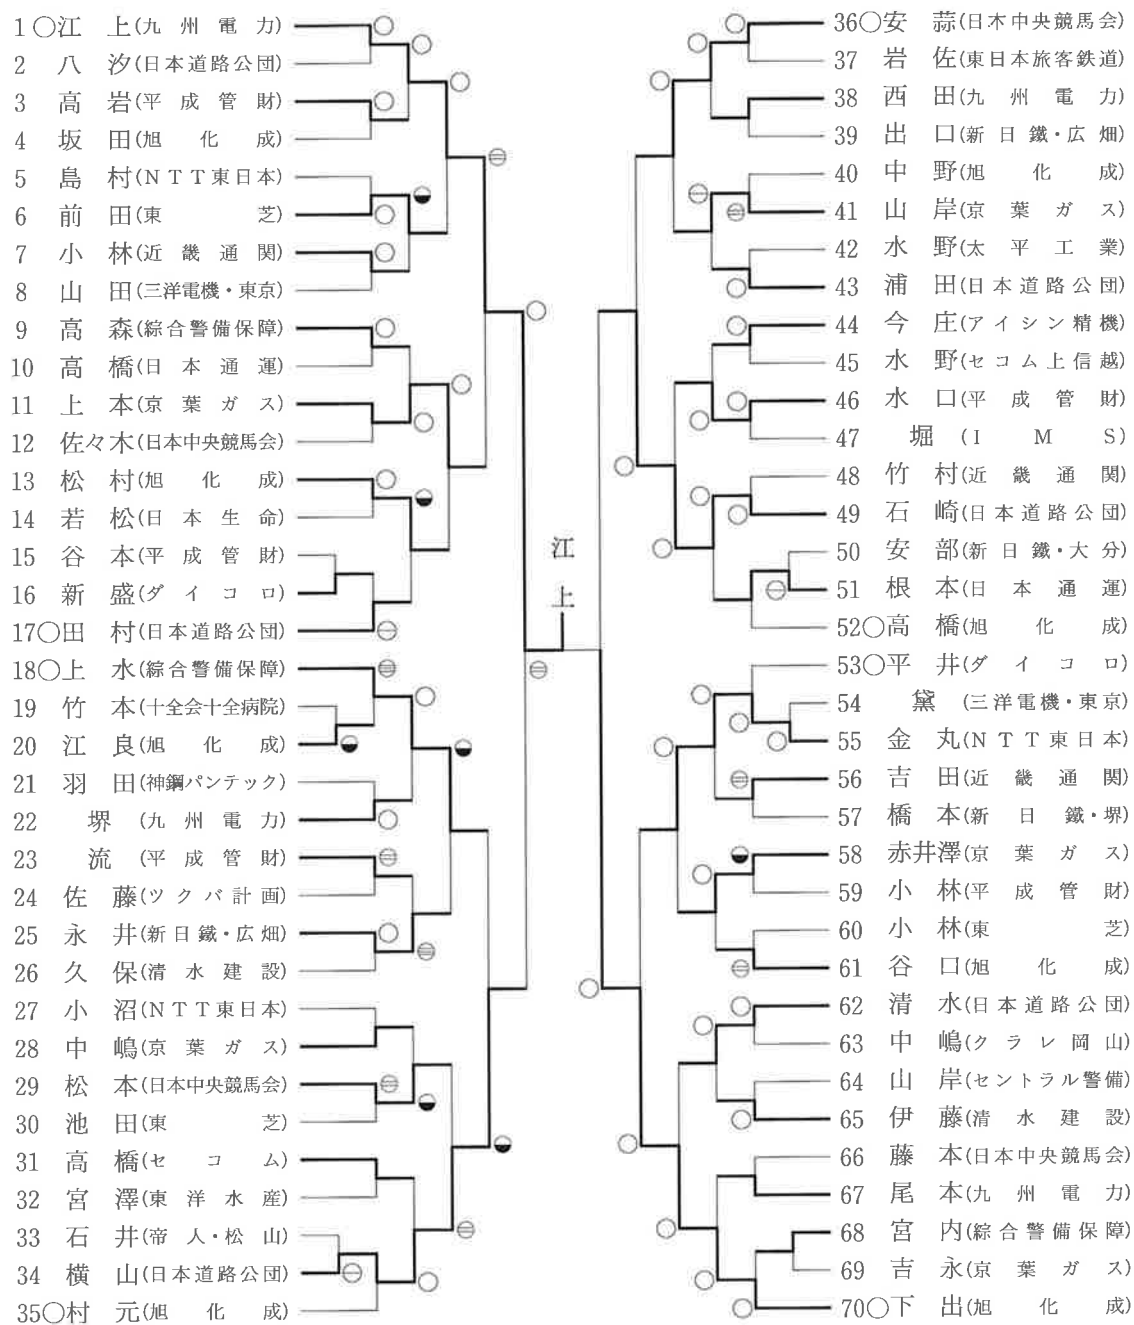 1○江上(九州電力)
2 八汐(日本道路公団)
3 高岩(平成管財)
4 坂田(旭化成)
5 島村(NTT東日本)
6 前田(東芝)
7 小林(近畿通関)
8 山田(三洋電機・東京)
9 高森(綜合警備保障)
10 高橋(日本通運)
11 上本(京葉ガス)
12 佐々木(日本中央競馬会)
13 松村(旭化成)
14 若松(日本生命)
15 谷本(平成管財)
16 新盛(ダイコロ)
17○田村(日本道路公団)
18○上水(綜合警備保障)
19 竹本(十全会十全病院)
20 江良(旭化成)
21 羽田(神鋼パンテック)
22 堺(九州電力)
23 流(平成管財)
24 佐藤(ツクバ計画)
25 永井(新日鐵・広畑)
26 久保(清水建設)
27 小沼(NTT東日本)
28 中嶋(京葉ガス)
29 松本(日本中央競馬会)
30 池田(東芝)
31 高橋(セコム)
32 宮澤(東洋水産)
33 石井(帝人・松山)
34 横山(日本道路公団)
35○村元(旭化成)
江上
36○安蒜(日本中央競馬会)
37 岩佐(東日本旅客鉄道)
38 西田(九州電力)
39 出口(新日鐵・広畑)
40 中野(旭化成)
41 山岸(京葉ガス)
42 水野(太平工業)
43 浦田(日本道路公団)
44 今庄(アイシン精機)
45 水野(セコム上信越)
46 水口(平成管財)
47 堀(IMS)
48 竹村(近畿通関)
49 石崎(日本道路公団)
50 安部(新日鐵・大分)
51 根本(日本通運)
52○高橋(旭化成)
53○平井(ダイコロ)
54 黛(三洋電機・東京)
55 金丸(NTT東日本)
56 吉田(近畿通関)
57 橋本(新日鐵・堺)
58 赤井澤(京葉ガス)
59 小林(平成管財)
60 小林(東芝)
61 谷口(旭化成)
62 清水(日本道路公団)
63 中嶋(クラレ岡山)
64 山岸(セントラル警備)
65 伊藤(清水建設)
66 藤本(日本中央競馬会)
67 尾本(九州電力)
68 宮内(綜合警備保障)
69 吉永(京葉ガス)
70○下出(旭化成)